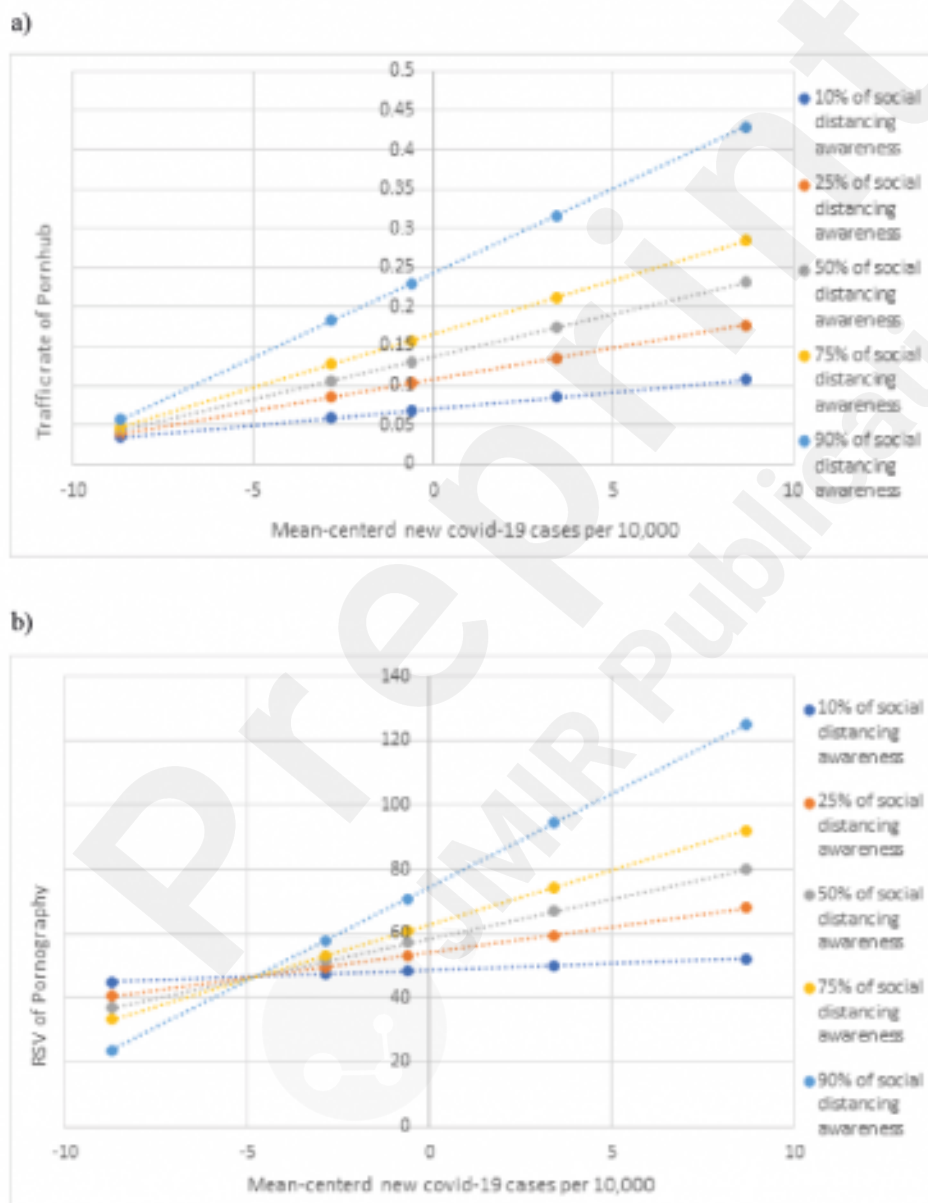 a)
0.5
0.45
0.4
0.35
0.3
0.25
0.2
0.15
0.1
0.05
0
-10
-5
0
5
10
Trafficrate of Pornhub
Mean-centerd new covid-19 cases per 10,000
10% of social
distancing
awareness
25% of social
distancing
awareness
50% of social
distancing
awareness
75% of social
distancing
awareness
90% of social
distancing
awareness
b)
140
120
100
80
60
40
20
0
-10
-5
0
5
10
RSV of Pornography
Mean-centerd new covid-19 cases per 10,000
10% of social
distancing
awareness
25% of social
distancing
awareness
50% of social
distancing
awareness
75% of social
distancing
awareness
90% of social
distancing
awareness
Preprint
JMIR Publicati